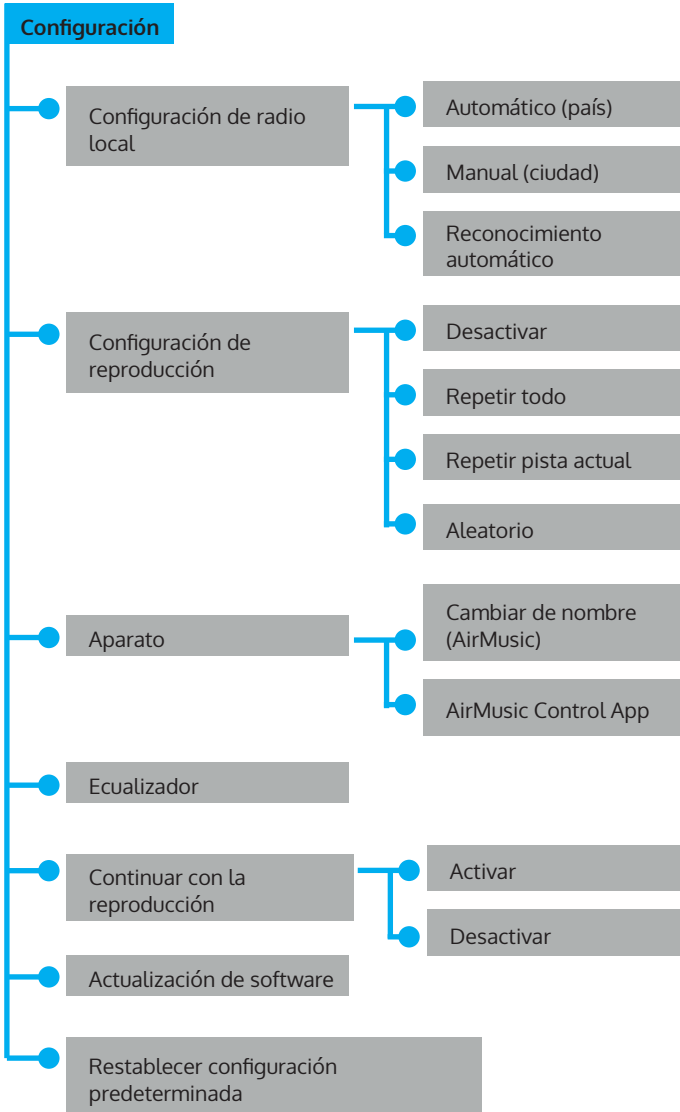 Configuración
Configuración de radio
local
Automático (país)
Manual (ciudad)
Reconocimiento
automático
Configuración de
reproducción
Desactivar
Repetir todo
Repetir pista actual
Aleatorio
Aparato
Cambiar de nombre
(AirMusic)
AirMusic Control App
Ecualizador
Continuar con la
reproducción
Activar
Desactivar
Actualización de software
Restablecer configuración
predeterminada